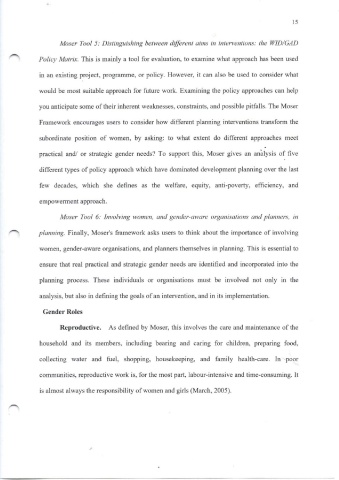 15
Moser Tool 5: Distinguishing between different aims in interventions: the WID/GAD
Policy Matrix. This is mainly a tool for evaluation, to examine what approach has been used
in an existing project, programme, or policy. However, it can also be used to consider what
would be most suitable approach for future work. Examining the policy approaches can help
you anticipate some of their inherent weaknesses, constraints, and possible pitfalls. The Moser
Framework encourages users to consider how different planning interventions transform the
subordinate position of women, by asking: to what extent do different approaches meet
practical and/ or strategic gender needs? To support this, Moser gives an analysis of five
different types of policy approach which have dominated development planning over the last
few decades, which she defines as the welfare, equity, anti-poverty, efficiency, and
empowerment approach.
Moser Tool 6: Involving women, and gender-aware organisations and planners, in
planning. Finally, Moser's framework asks users to think about the importance of involving
women, gender-aware organisations, and planners themselves in planning. This is essential to
ensure that real practical and strategic gender needs are identified and incorporated into the
planning process. These individuals or organisations must be involved not only in the
analysis, but also in defining the goals of an intervention, and in its implementation.
Gender Roles
Reproductive. As defined by Moser, this involves the care and maintenance of the
household and its members, including bearing and caring for children, preparing food,
collecting water and fuel, shopping, housekeeping, and family health-care. In poor
communities, reproductive work is, for the most part, labour-intensive and time-consuming. It
is almost always the responsibility of women and girls (March, 2005).